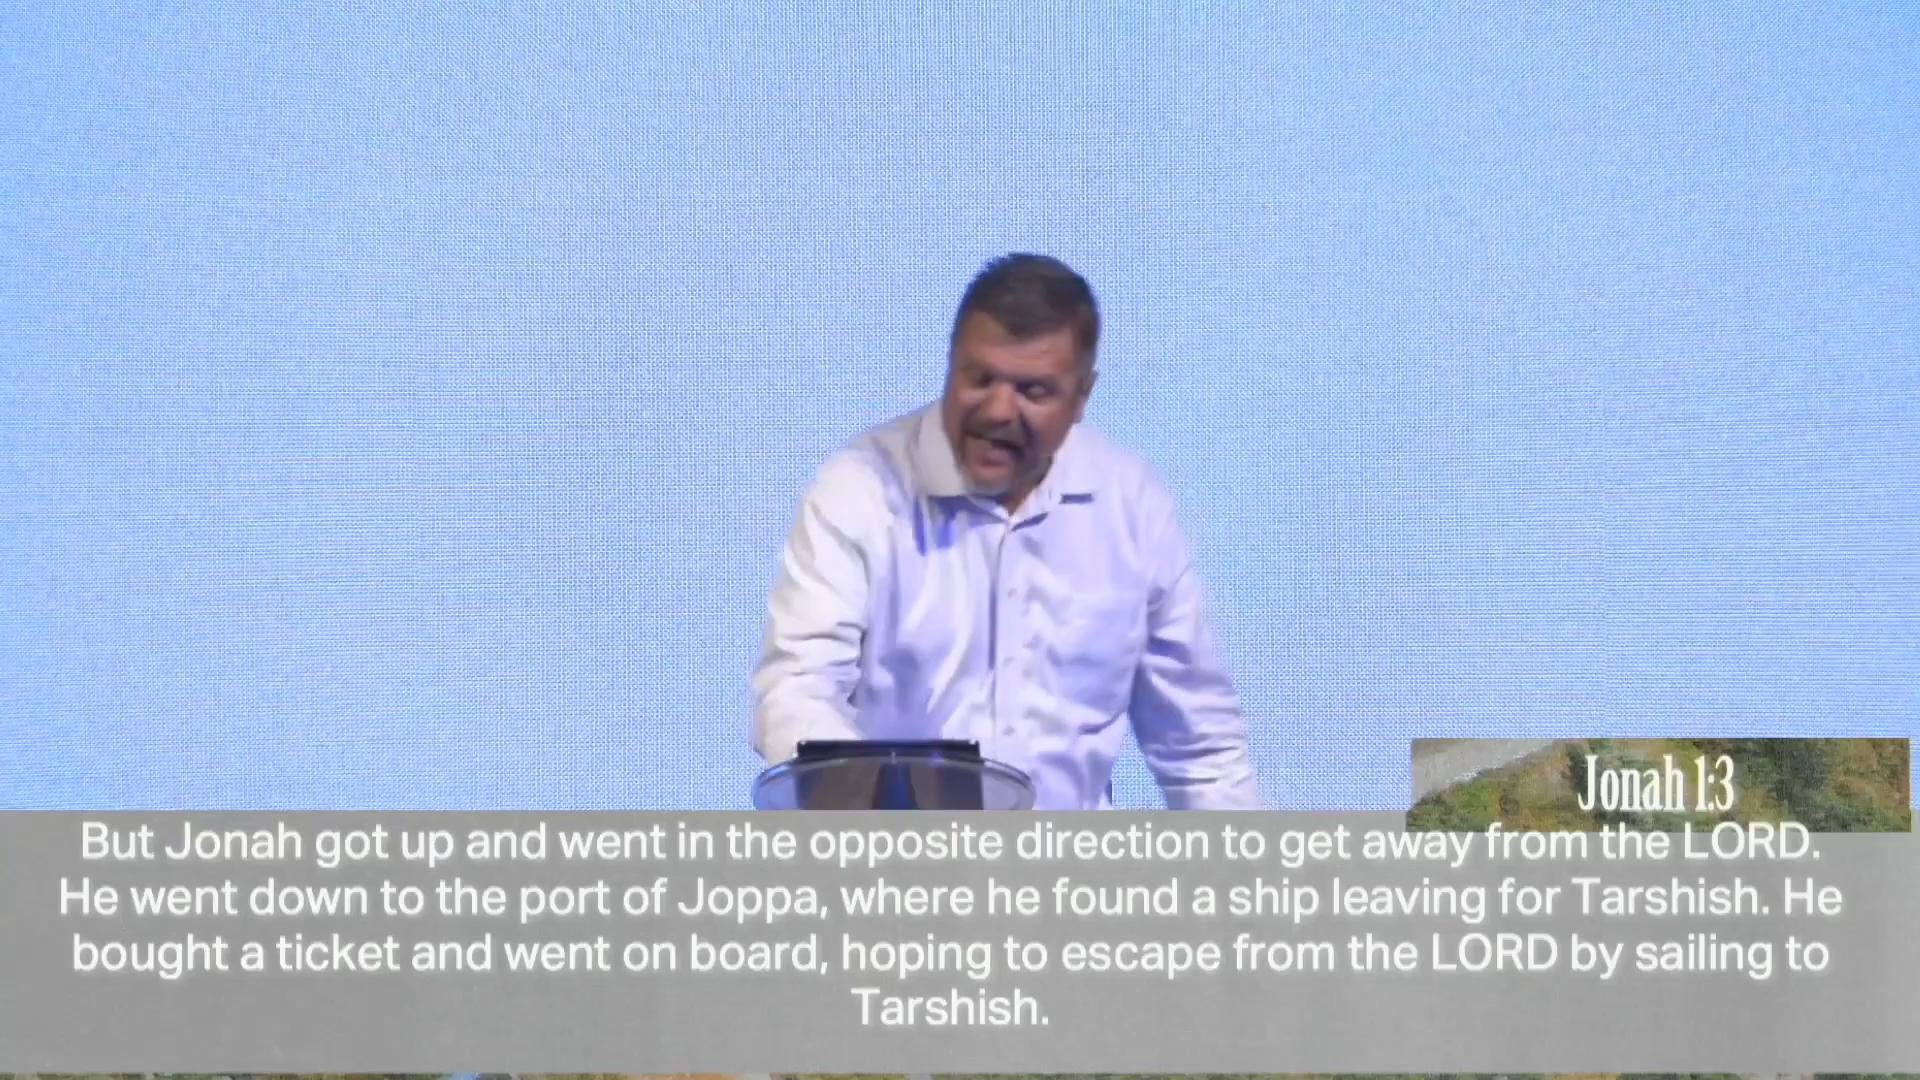 Jonah 1:3
But Jonah got up and went in the opposite direction to get away from the LORD.
He went down to the port of Joppa, where he found a ship leaving for Tarshish. He
bought a ticket and went on board, hoping to escape from the LORD by sailing to
Tarshish.